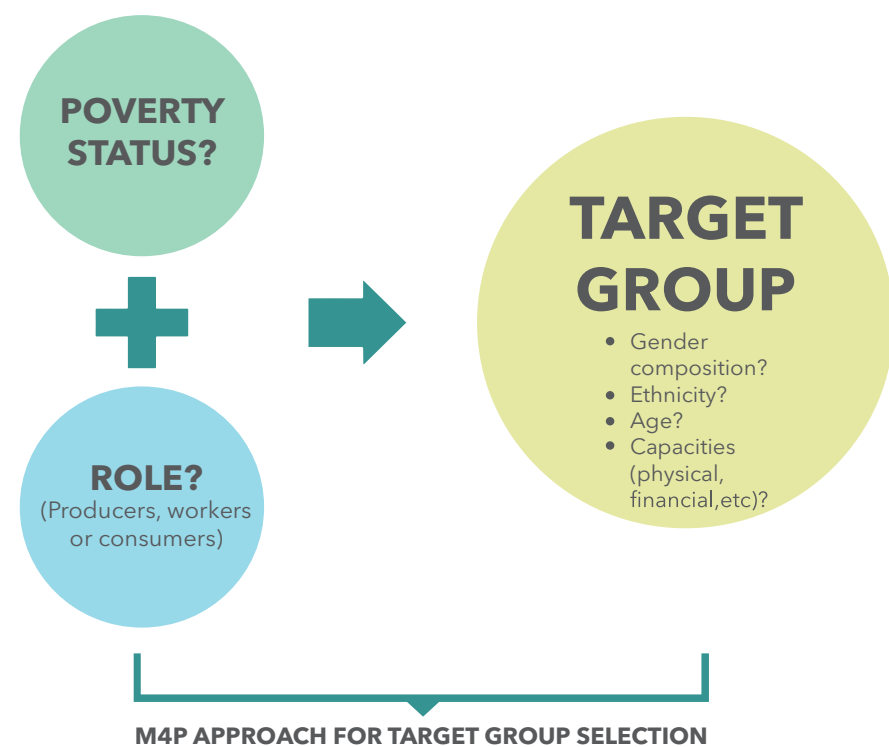 POVERTY
STATUS?
ROLE?
(Producers, workers
or consumers)
TARGET
GROUP
• Gender
composition?
• Ethnicity?
• Age?
• Capacities
(physical,
financial,etc)?
M4P APPROACH FOR TARGET GROUP SELECTION